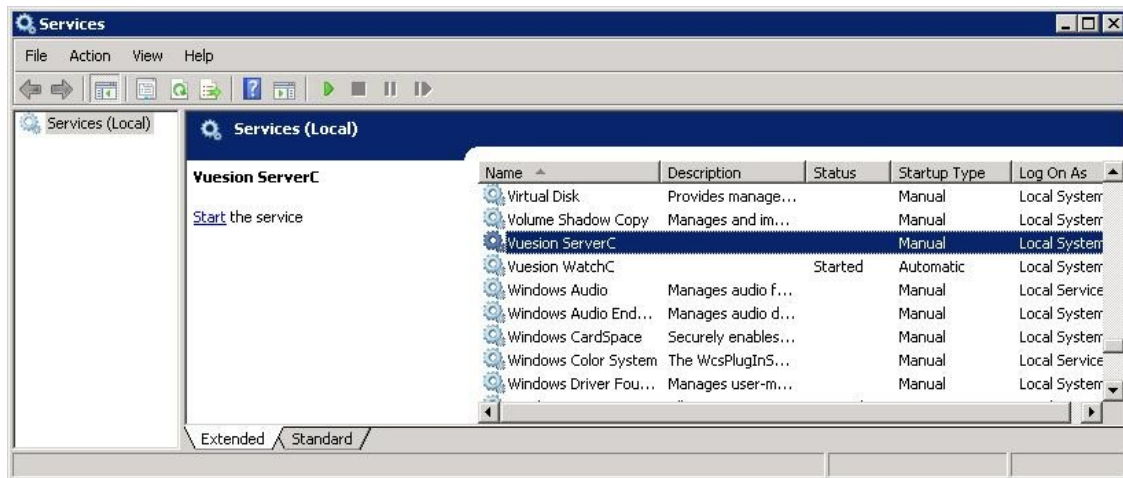 Services
File Action View Help
Services (Local)
Services (Local)
Vuesion ServerC
Start the service
Name Description Status Startup Type Log On As
Virtual Disk Provides manage... Manual Local System
Volume Shadow Copy Manages and im... Manual Local System
Vuesion ServerC Manual Local System
Vuesion WatchC Started Automatic Local System
Windows Audio Manages audio f... Manual Local Service
Windows Audio End... Manages audio d... Manual Local System
Windows CardSpace Securely enables... Manual Local System
Windows Color System The WcsPlugInS... Manual Local Service
Windows Driver Fou... Manages user-m... Manual Local System
Extended Standard